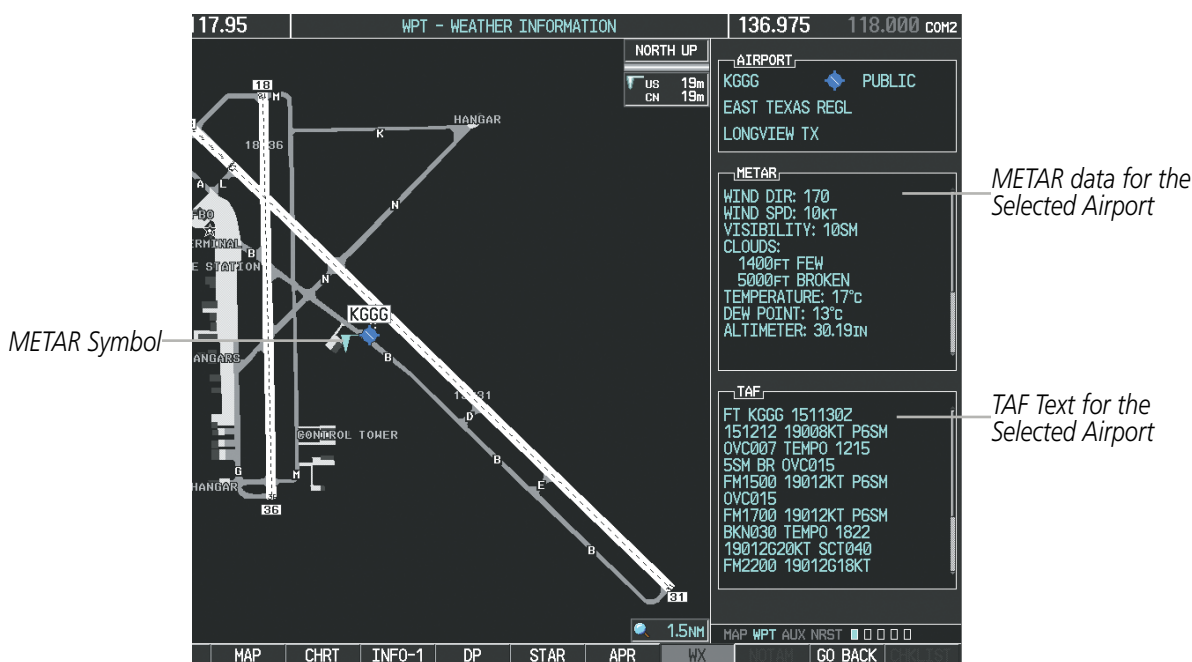 117.95
WPT – WEATHER INFORMATION
136.975 118.000 COM2
NORTH UP
US 19m
CN 19m
AIRPORT
KGGG PUBLIC
EAST TEXAS REGL
LONGVIEW TX
METAR
WIND DIR: 170
WIND SPD: 10KT
VISIBILITY: 10SM
CLOUDS:
1400FT FEW
5000FT BROKEN
TEMPERATURE: 17°C
DEW POINT: 13°C
ALTIMETER: 30.19IN
TAF
FT KGGG 151130Z
151212 19008KT P6SM
OVC007 TEMPO 1215
5SM BR OVC015
FM1500 19012KT P6SM
OVC015
FM1700 19012KT P6SM
BKN030 TEMPO 1822
19012G20KT SCT040
FM2200 19012G18KT
METAR data for the
Selected Airport
TAF Text for the
Selected Airport
METAR Symbol
18
M
HANGAR
K
A
L
N
B
N
KGGG
B
D
CONTROL TOWER
B
G
M
HANGAR
E
36
B
31
1.5NM
MAP WPT AUX NRST
MAP CHRT INFO-1 DP STAR APR WX NOTAM GO BACK CHKLIST